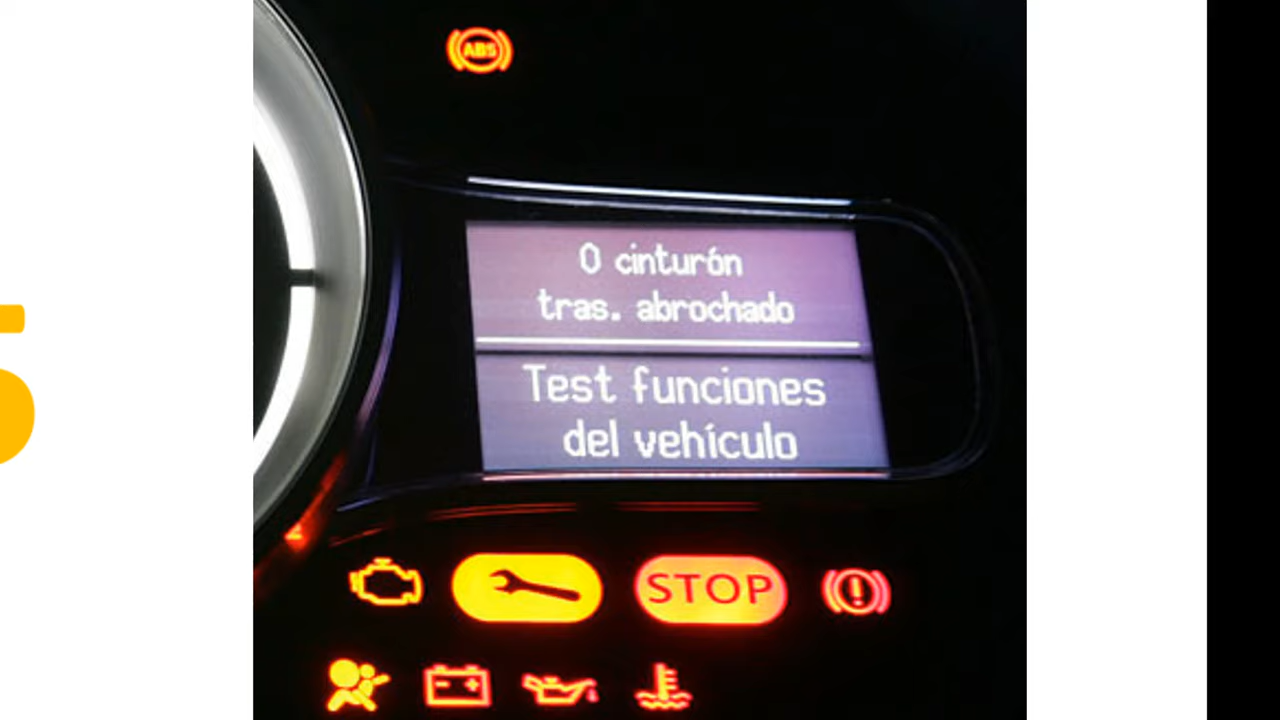 ABS
0 cinturón
tras. abrochado
Test funciones
del vehículo
STOP